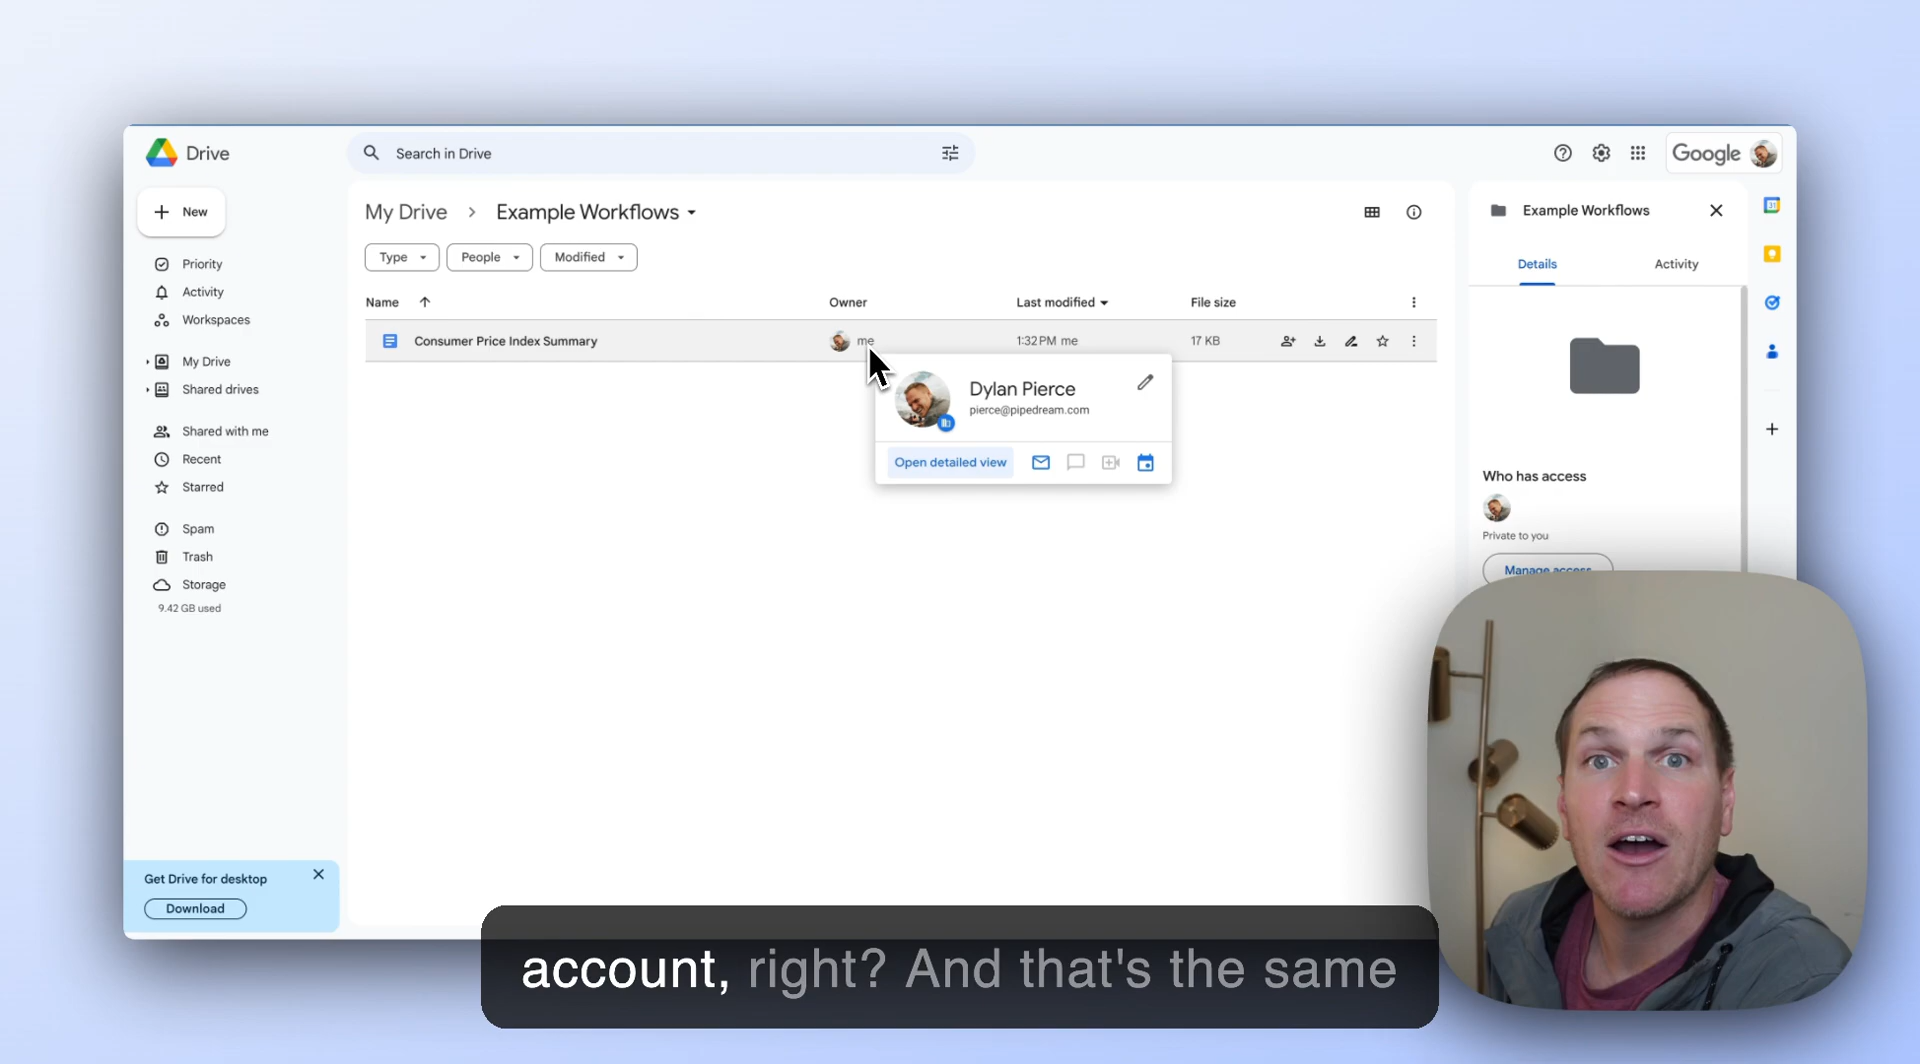 Drive
Search in Drive
Google
New
My Drive
Example Workflows
Example Workflows
Type
People
Modified
Details
Activity
Priority
Activity
Workspaces
My Drive
Shared drives
Shared with me
Recent
Starred
Spam
Trash
Storage
9.42 GB used
Name
Owner
Last modified
File size
Consumer Price Index Summary
me
1:32 PM me
17 KB
Dylan Pierce
pierce@pipedream.com
Open detailed view
31
Who has access
Private to you
Manage access
Get Drive for desktop
Download
account, right? And that's the same